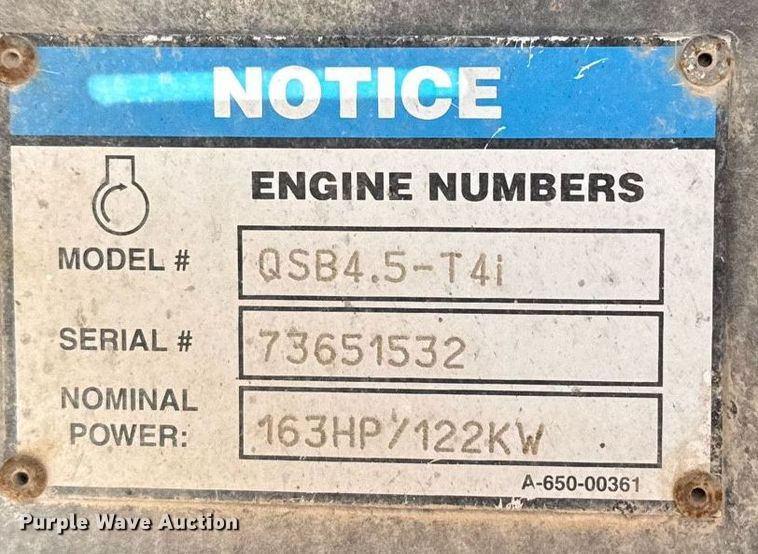 NOTICE
ENGINE NUMBERS
MODEL # QSB4.5-T4i
SERIAL # 73651532
NOMINAL
POWER: 163HP/122KW
A-650-00361
Purple Wave Auction